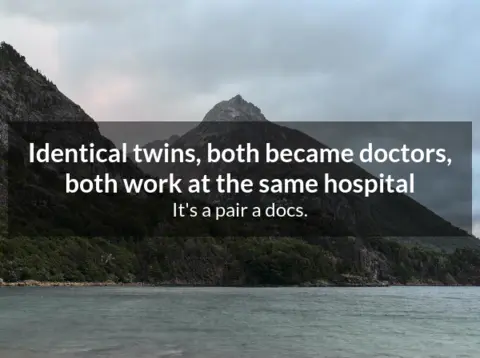 Identical twins, both became doctors,
both work at the same hospital
It's a pair a docs.